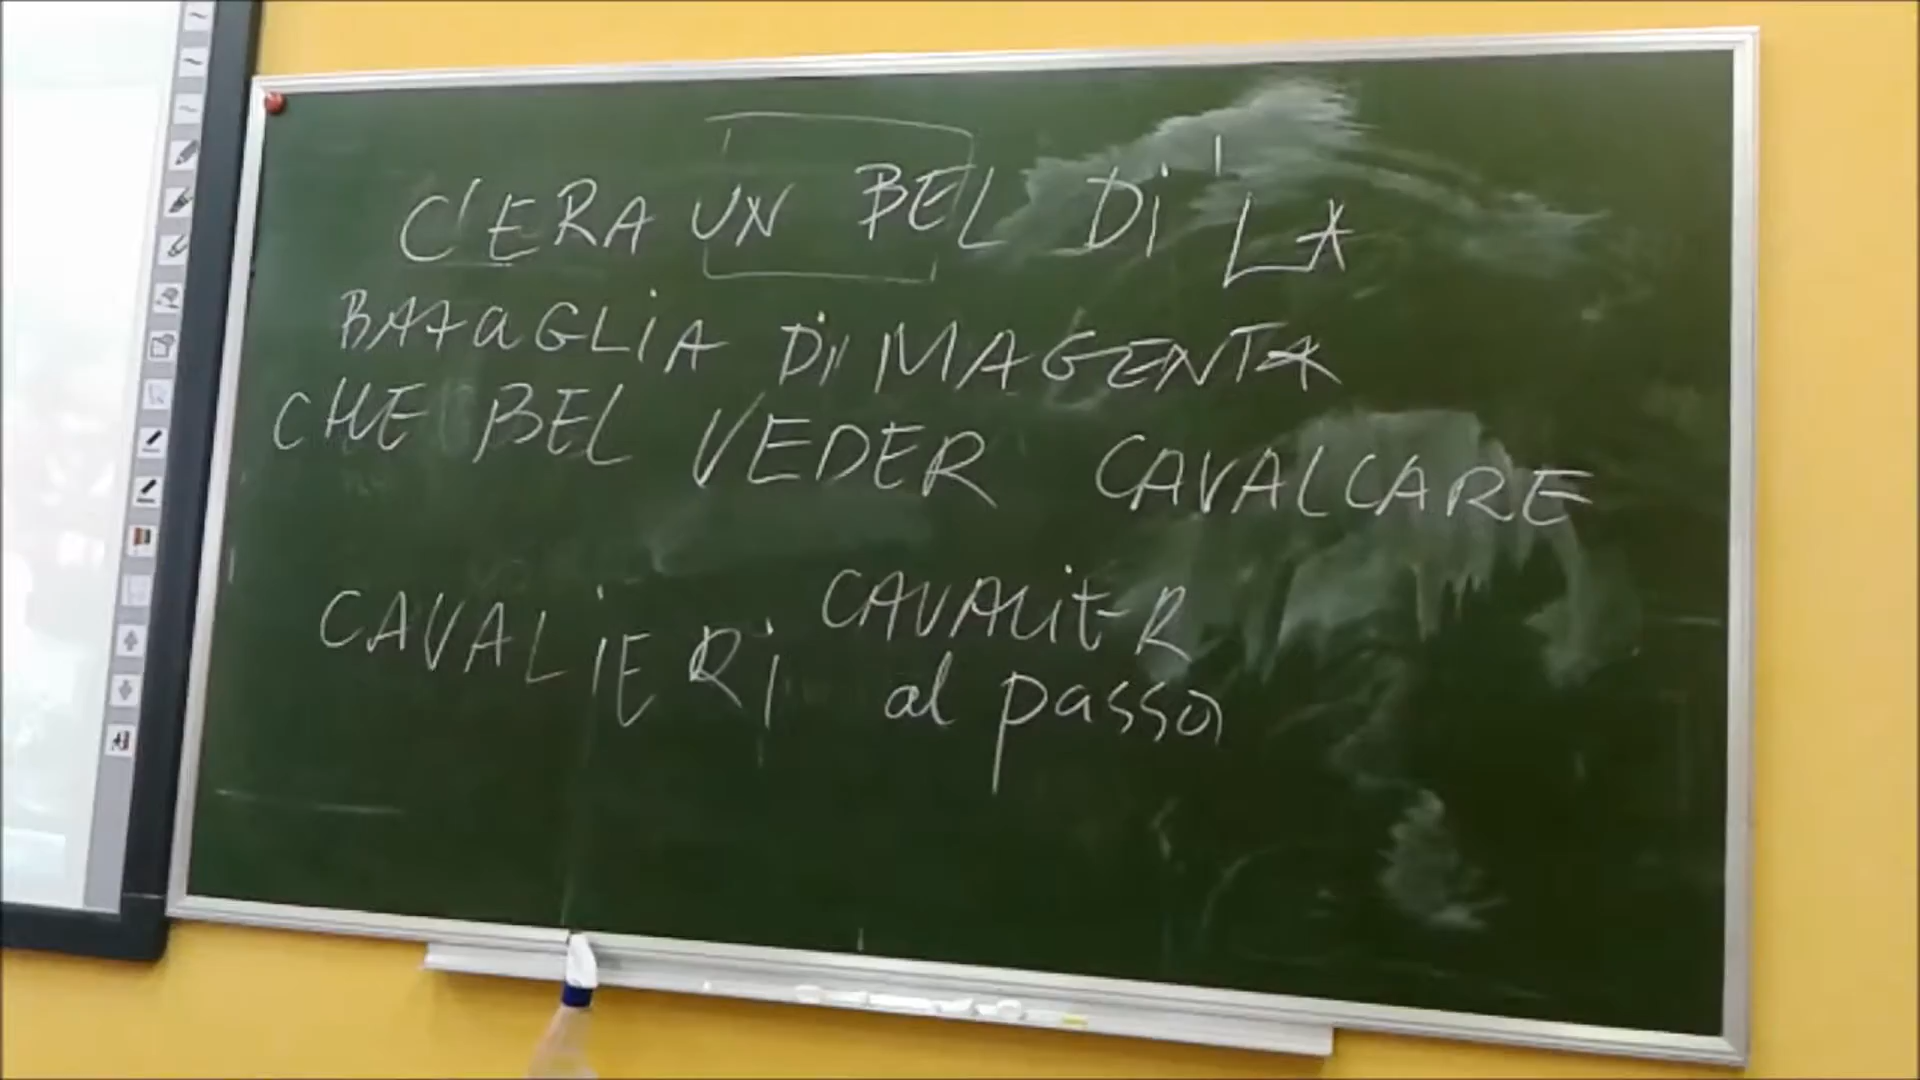 C'ERA UN BEL DI LA
BATaGLiA Di MAGENTA
CHE BEL VEDER CAVALCARE
CAVALiERi CAVALiER
al passo